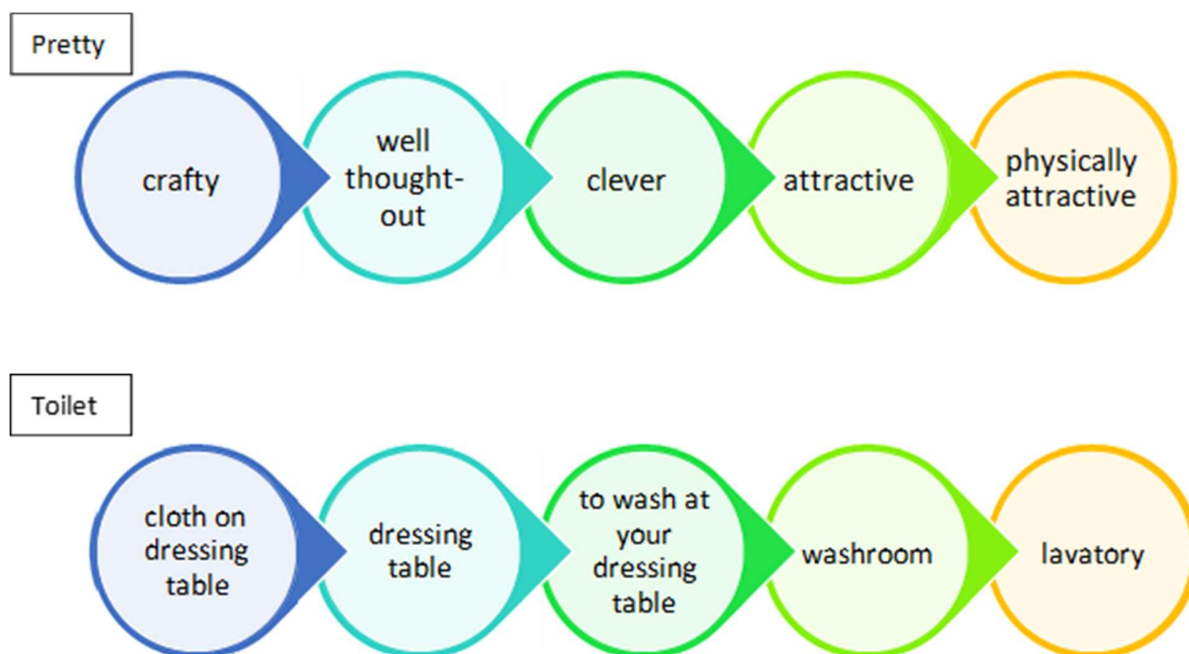 Pretty
crafty
well
thought-
out
clever
attractive
physically
attractive
Toilet
cloth on
dressing
table
dressing
table
to wash at
your
dressing
table
washroom
lavatory